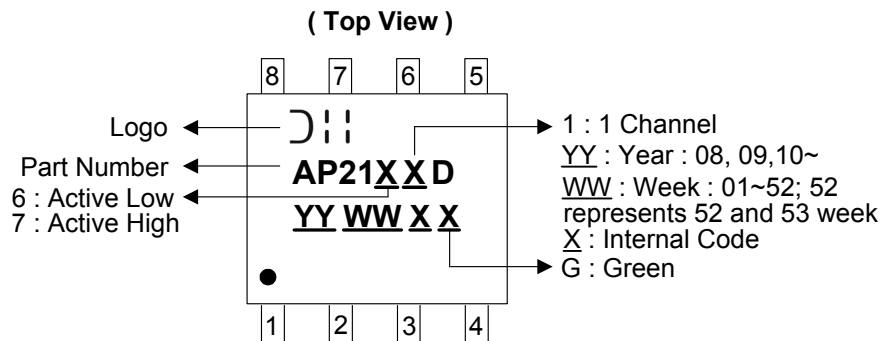 ( Top View )
8 7 6 5
Logo
Part Number
6 : Active Low
7 : Active High
AP21X X D
YY WW X X
1 : 1 Channel
YY : Year : 08, 09,10~
WW : Week : 01~52; 52
represents 52 and 53 week
X : Internal Code
G : Green
1 2 3 4